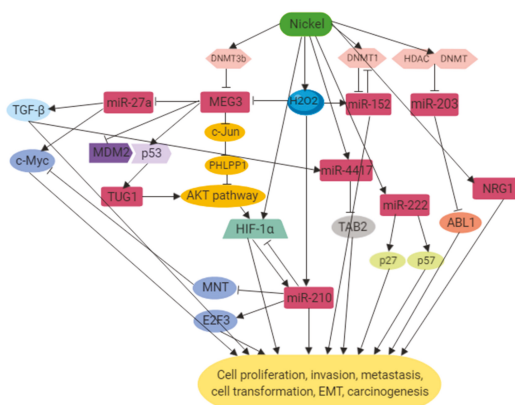 Nickel
DNMT3b
DNMT1
HDAC
DNMT
TGF-β
miR-27a
MEG3
H2O2
miR-152
miR-203
c-Jun
c-Myc
MDM2
p53
PHLPP1
miR-4417
TUG1
AKT pathway
miR-222
NRG1
HIF-1α
TAB2
ABL1
p27
p57
MNT
miR-210
E2F3
Cell proliferation, invasion, metastasis,
cell transformation, EMT, carcinogenesis